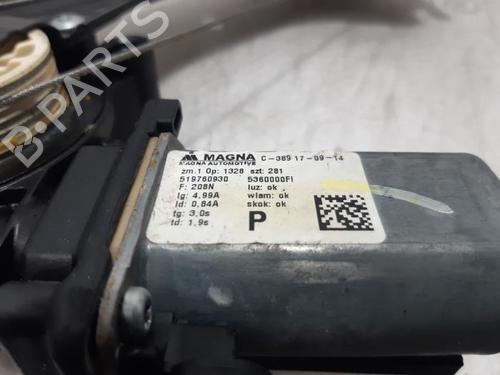 MAGNA C-389 17-09-14
MAGNA AUTOMOTIVE
zm.1 Op: 1328 szt: 281
519760930 5360000FI
F: 208N luz: ok
Ig: 4,99A wlam: ok
Id: 0,84A skok: ok
tg: 3,0s
td: 1,9s
P
B-PARTS